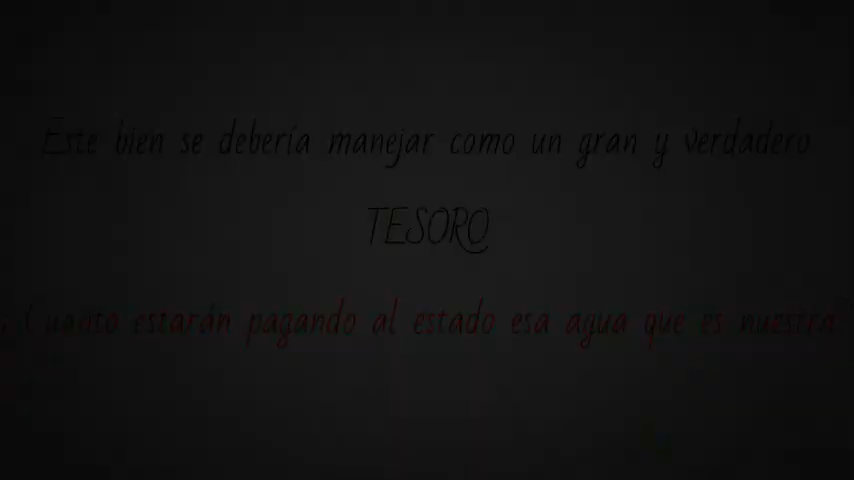 Este bien se debería manejar como un gran y verdadero
TESORO
¿ Cuanto estarán pagando al estado esa agua que es nuestra